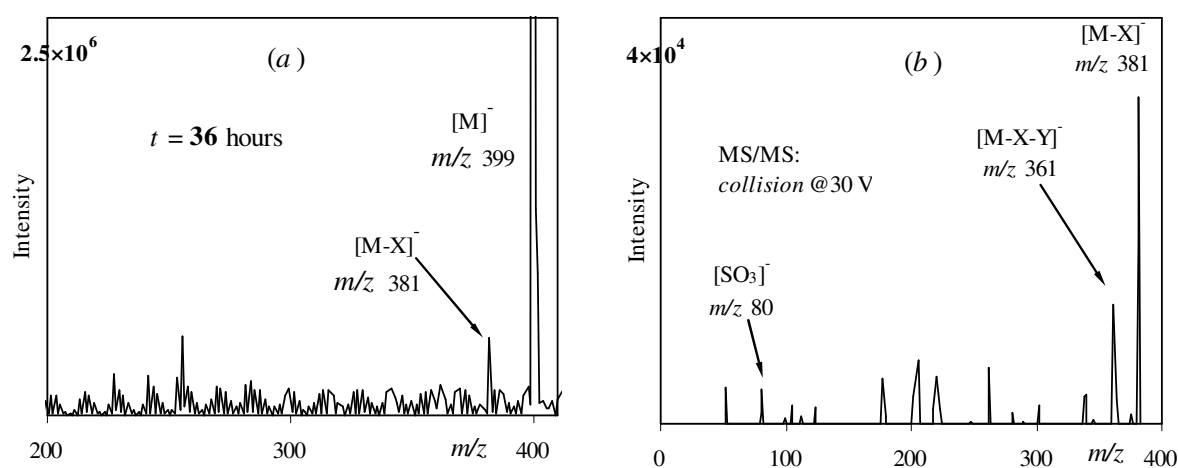 2.5×10⁶
(a)
t = 36 hours
[M]⁻
m/z 399
[M-X]⁻
m/z 381
Intensity
200
300
400
m/z
4×10⁴
(b)
[M-X]⁻
m/z 381
[M-X-Y]⁻
m/z 361
MS/MS:
collision @30 V
[SO₃]⁻
m/z 80
Intensity
0
100
200
300
400
m/z